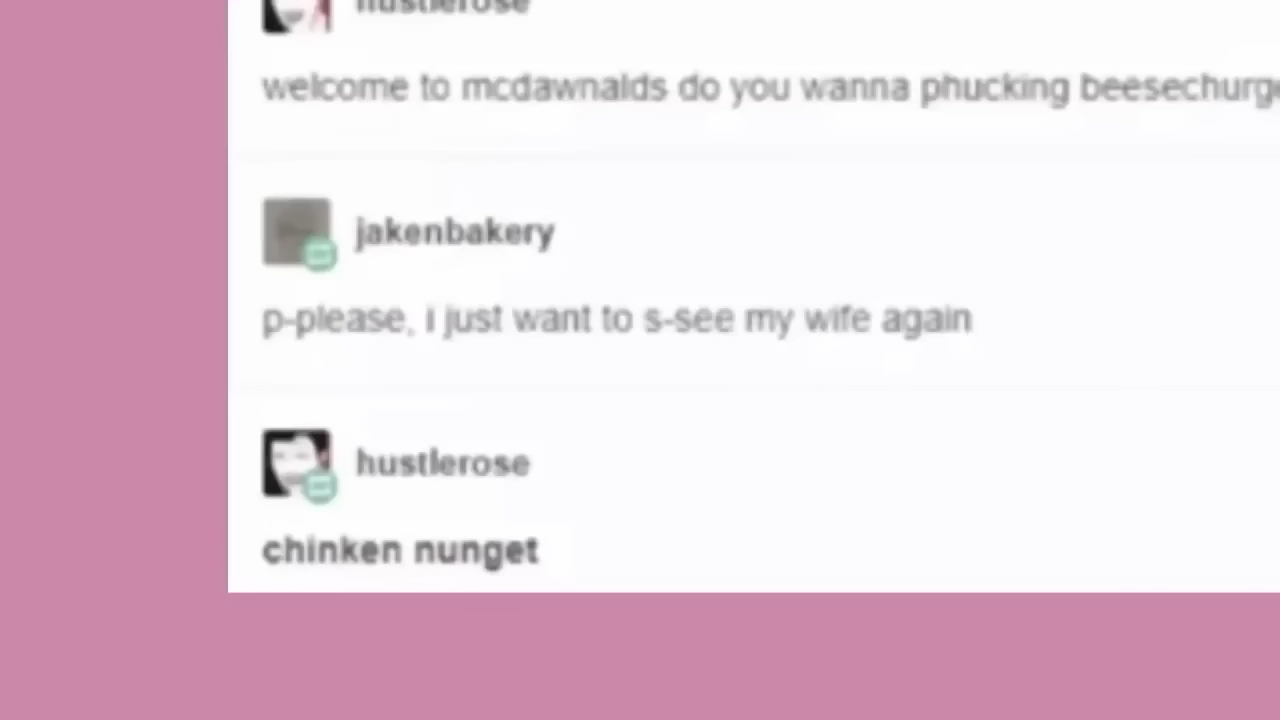 hustlerose
welcome to mcdawnalds do you wanna phucking beesechurge
jakenbakery
p-please, i just want to s-see my wife again
hustlerose
chinken nunget